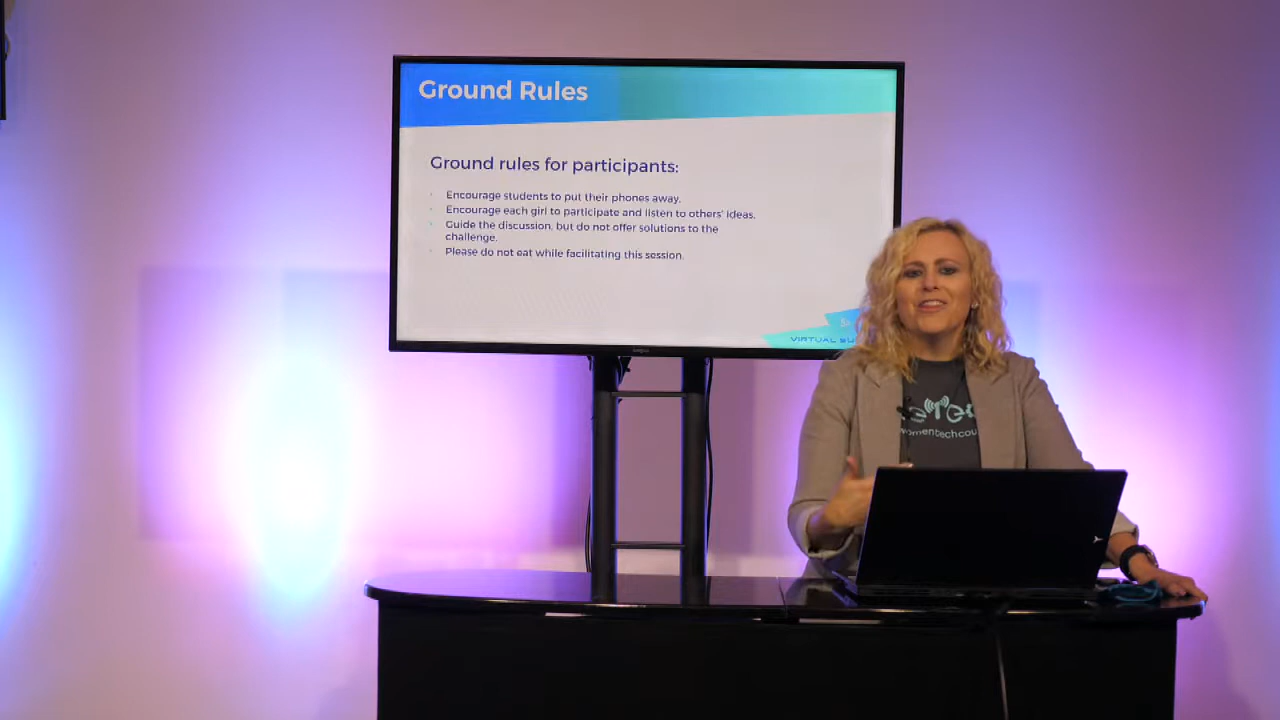 Ground Rules
Ground rules for participants:
Encourage students to put their phones away.
Encourage each girl to participate and listen to others' ideas.
Guide the discussion, but do not offer solutions to the
challenge.
Please do not eat while facilitating this session.
VIRTUAL